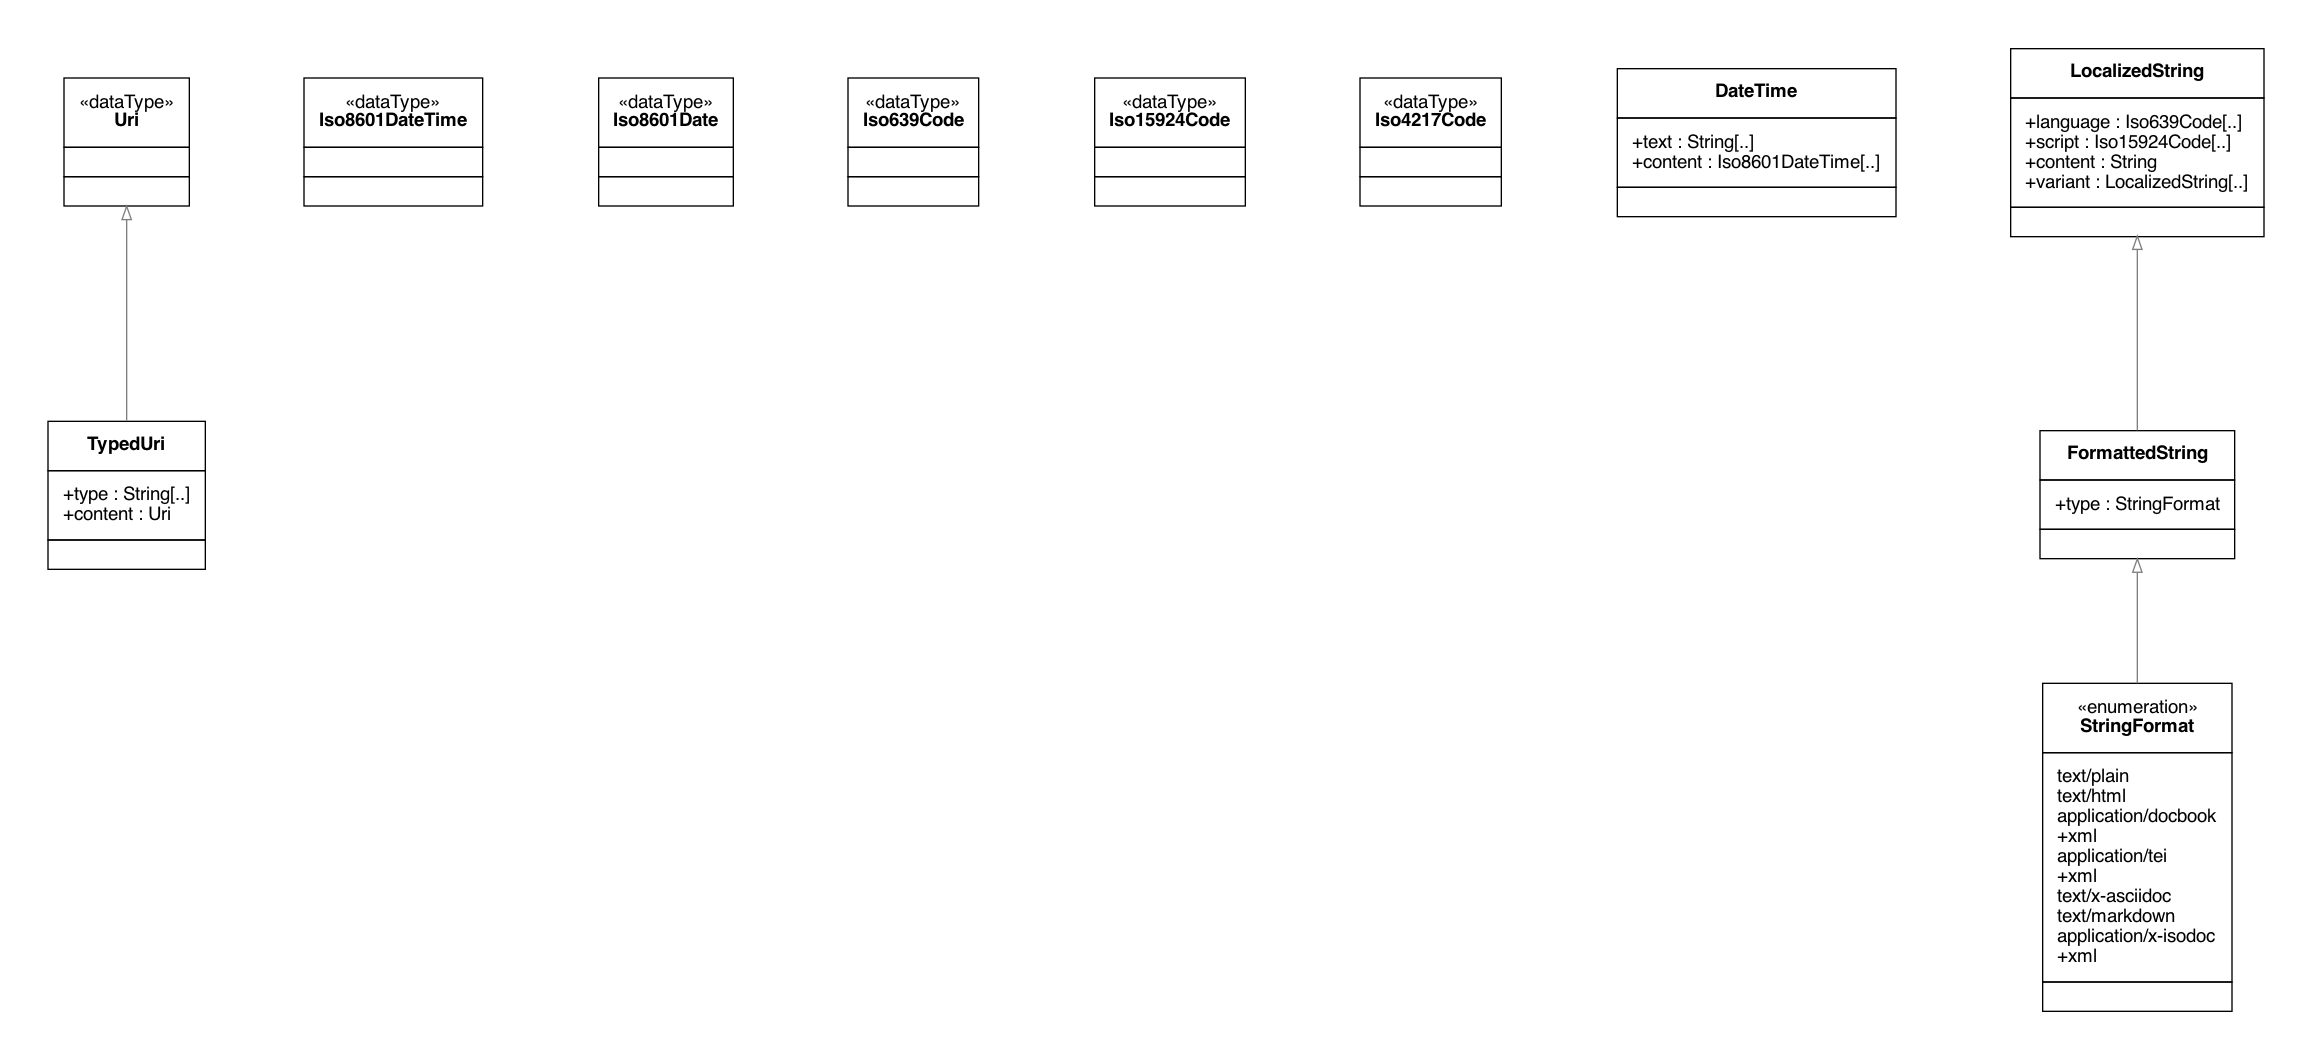 «dataType»
Uri
«dataType»
Iso8601DateTime
«dataType»
Iso8601Date
«dataType»
Iso639Code
«dataType»
Iso15924Code
«dataType»
Iso4217Code
DateTime
+text : String[..]
+content : Iso8601DateTime[..]
LocalizedString
+language : Iso639Code[..]
+script : Iso15924Code[..]
+content : String
+variant : LocalizedString[..]
TypedUri
+type : String[..]
+content : Uri
FormattedString
+type : StringFormat
«enumeration»
StringFormat
text/plain
text/html
application/docbook
+xml
application/tei
+xml
text/x-asciidoc
text/markdown
application/x-isodoc
+xml